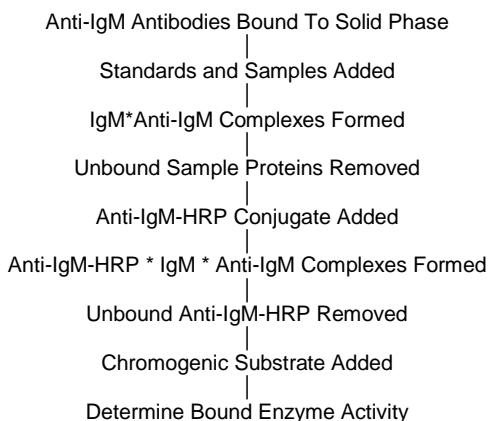 Anti-IgM Antibodies Bound To Solid Phase
Standards and Samples Added
IgM*Anti-IgM Complexes Formed
Unbound Sample Proteins Removed
Anti-IgM-HRP Conjugate Added
Anti-IgM-HRP * IgM * Anti-IgM Complexes Formed
Unbound Anti-IgM-HRP Removed
Chromogenic Substrate Added
Determine Bound Enzyme Activity